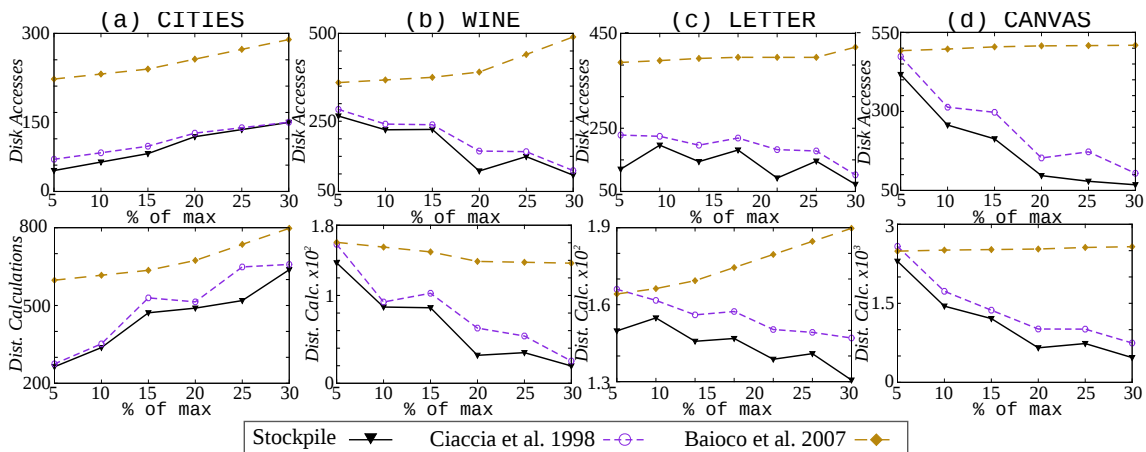 (a) CITIES
(b) WINE
(c) LETTER
(d) CANVAS
Disk Accesses
300
150
0
5 10 15 20 25 30
% of max
Disk Accesses
500
250
50
5 10 15 20 25 30
% of max
Disk Accesses
450
250
50
5 10 15 20 25 30
% of max
Disk Accesses
550
300
50
5 10 15 20 25 30
% of max
Dist. Calculations
800
500
200
5 10 15 20 25 30
% of max
Dist. Calc. x10²
1.8
1
0
5 10 15 20 25 30
% of max
Dist. Calc. x10²
1.9
1.6
1.3
5 10 15 20 25 30
% of max
Dist. Calc. x10³
3
1.5
0
5 10 15 20 25 30
% of max
Stockpile Ciaccia et al. 1998 Baioco et al. 2007